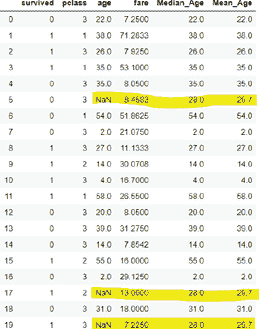 survived pclass age fare Median_Age Mean_Age
0 0 3 22.0 7.2500 22.0 22.0
1 1 1 38.0 71.2833 38.0 38.0
2 1 3 26.0 7.9250 26.0 26.0
3 1 1 35.0 53.1000 35.0 35.0
4 0 3 35.0 8.0500 35.0 35.0
5 0 3 NaN 8.4583 28.0 29.7
6 0 1 54.0 51.8625 54.0 54.0
7 0 3 2.0 21.0750 2.0 2.0
8 1 3 27.0 11.1333 27.0 27.0
9 1 2 14.0 30.0708 14.0 14.0
10 1 3 4.0 16.7000 4.0 4.0
11 1 1 58.0 26.5500 58.0 58.0
12 0 3 20.0 8.0500 20.0 20.0
13 0 3 39.0 31.2750 39.0 39.0
14 0 3 14.0 7.8542 14.0 14.0
15 1 2 55.0 16.0000 55.0 55.0
16 0 3 2.0 29.1250 2.0 2.0
17 1 2 NaN 13.0000 28.0 29.7
18 0 3 31.0 18.0000 31.0 31.0
19 1 3 NaN 7.2250 28.0 29.7